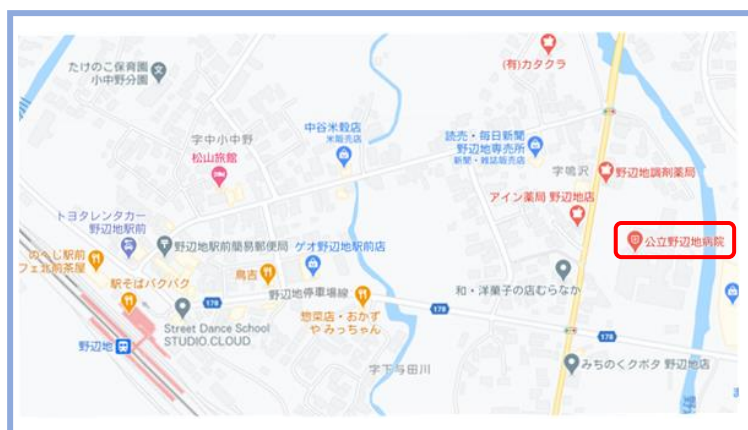 (有)カタクラ
たけのこ保育園
小中野分園
中谷米穀店
米販売店
字中小中野
松山旅館
読売・毎日新聞
野辺地専売所
新聞・雑誌販売店
字鳴沢
野辺地調剤薬局
アイン薬局 野辺地店
トヨタレンタカー
野辺地駅前
公立野辺地病院
野辺地駅前簡易郵便局
ゲオ野辺地駅前店
のへじ駅前
フェ北前茶屋
駅そばパクパク
鳥吉
野辺地停車場線
和・洋菓子の店むらなか
178
178
惣菜店・おかず
や みっちゃん
Street Dance School
STUDIO.CLOUD
178
野辺地
字下与田川
みちのくクボタ 野辺地店